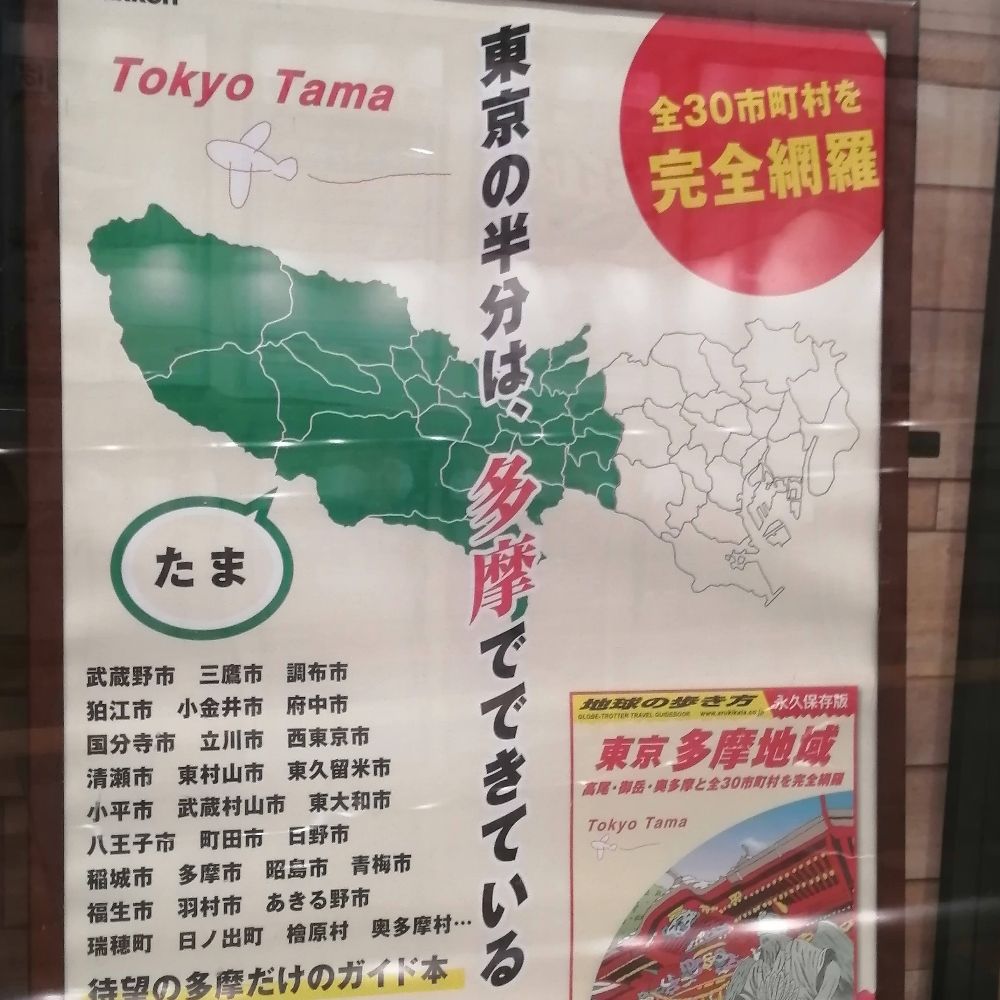 Tokyo Tama
東京の半分は、多摩でできている
全30市町村を
完全網羅
たま
武蔵野市 三鷹市 調布市
狛江市 小金井市 府中市
国分寺市 立川市 西東京市
清瀬市 東村山市 東久留米市
小平市 武蔵村山市 東大和市
八王子市 町田市 日野市
稲城市 多摩市 昭島市 青梅市
福生市 羽村市 あきる野市
瑞穂町 日ノ出町 檜原村 奥多摩村…
待望の多摩だけのガイド本
地球の歩き方
永久保存版
GLOBE-TROTTER TRAVEL GUIDEBOOK www.arukikata.co.jp
東京 多摩地域
高尾・御岳・奥多摩と全30市町村を完全網羅
Tokyo Tama